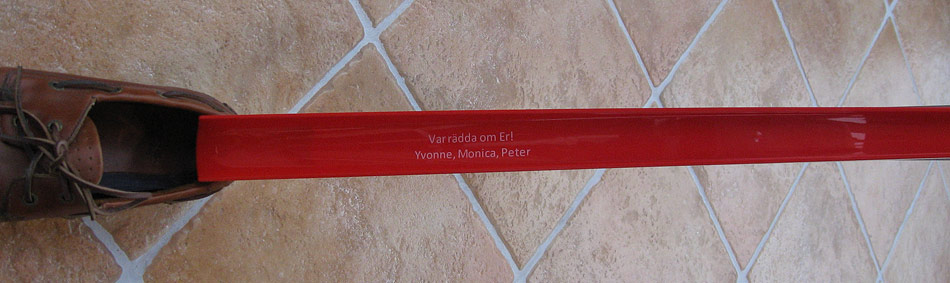 Var rädda om Er!
Yvonne, Monica, Peter